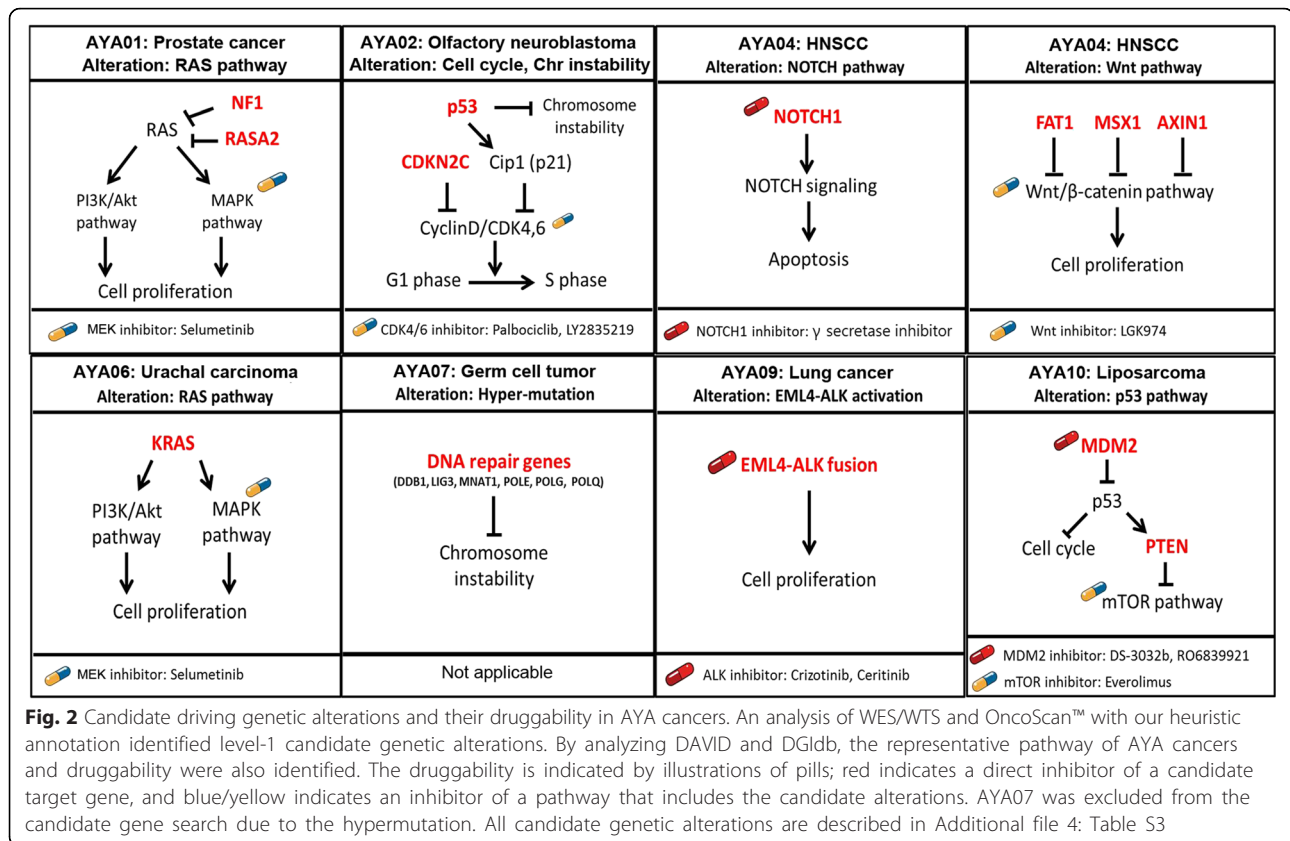 AYA01: Prostate cancer
Alteration: RAS pathway
NF1
RAS
RASA2
PI3K/Akt
pathway
MAPK
pathway
Cell proliferation
MEK inhibitor: Selumetinib
AYA02: Olfactory neuroblastoma
Alteration: Cell cycle, Chr instability
p53
Chromosome
instability
CDKN2C
Cip1 (p21)
CyclinD/CDK4,6
G1 phase
S phase
CDK4/6 inhibitor: Palbociclib, LY2835219
AYA04: HNSCC
Alteration: NOTCH pathway
NOTCH1
NOTCH signaling
Apoptosis
NOTCH1 inhibitor: γ secretase inhibitor
AYA04: HNSCC
Alteration: Wnt pathway
FAT1 MSX1 AXIN1
Wnt/β-catenin pathway
Cell proliferation
Wnt inhibitor: LGK974
AYA06: Urachal carcinoma
Alteration: RAS pathway
KRAS
PI3K/Akt
pathway
MAPK
pathway
Cell proliferation
MEK inhibitor: Selumetinib
AYA07: Germ cell tumor
Alteration: Hyper-mutation
DNA repair genes
(DDB1, LIG3, MNAT1, POLE, POLG, POLQ)
Chromosome
instability
Not applicable
AYA09: Lung cancer
Alteration: EML4-ALK activation
EML4-ALK fusion
Cell proliferation
ALK inhibitor: Crizotinib, Ceritinib
AYA10: Liposarcoma
Alteration: p53 pathway
MDM2
p53
Cell cycle
PTEN
mTOR pathway
MDM2 inhibitor: DS-3032b, RO6839921
mTOR inhibitor: Everolimus
Fig. 2 Candidate driving genetic alterations and their druggability in AYA cancers. An analysis of WES/WTS and OncoScan™ with our heuristic
annotation identified level-1 candidate genetic alterations. By analyzing DAVID and DGIdb, the representative pathway of AYA cancers
and druggability were also identified. The druggability is indicated by illustrations of pills; red indicates a direct inhibitor of a candidate
target gene, and blue/yellow indicates an inhibitor of a pathway that includes the candidate alterations. AYA07 was excluded from the
candidate gene search due to the hypermutation. All candidate genetic alterations are described in Additional file 4: Table S3